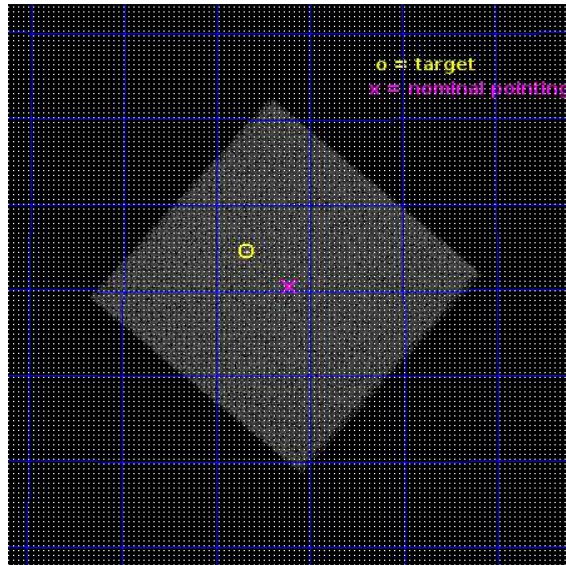 o = target
x = nominal pointing